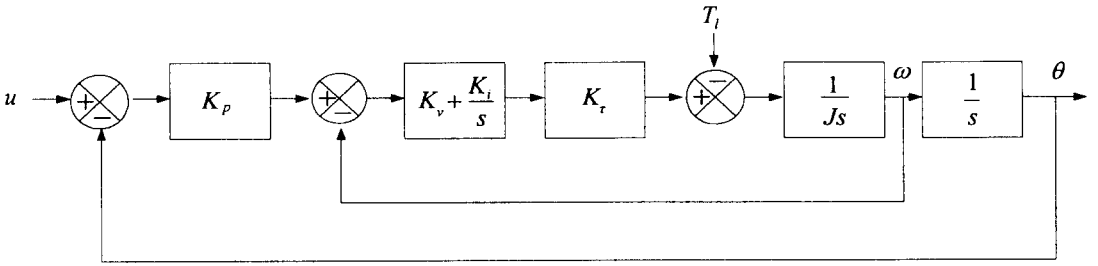 T_l
u
+
−
K_p
+
−
K_v + K_i/s
K_τ
+
−
1/Js
ω
1/s
θ